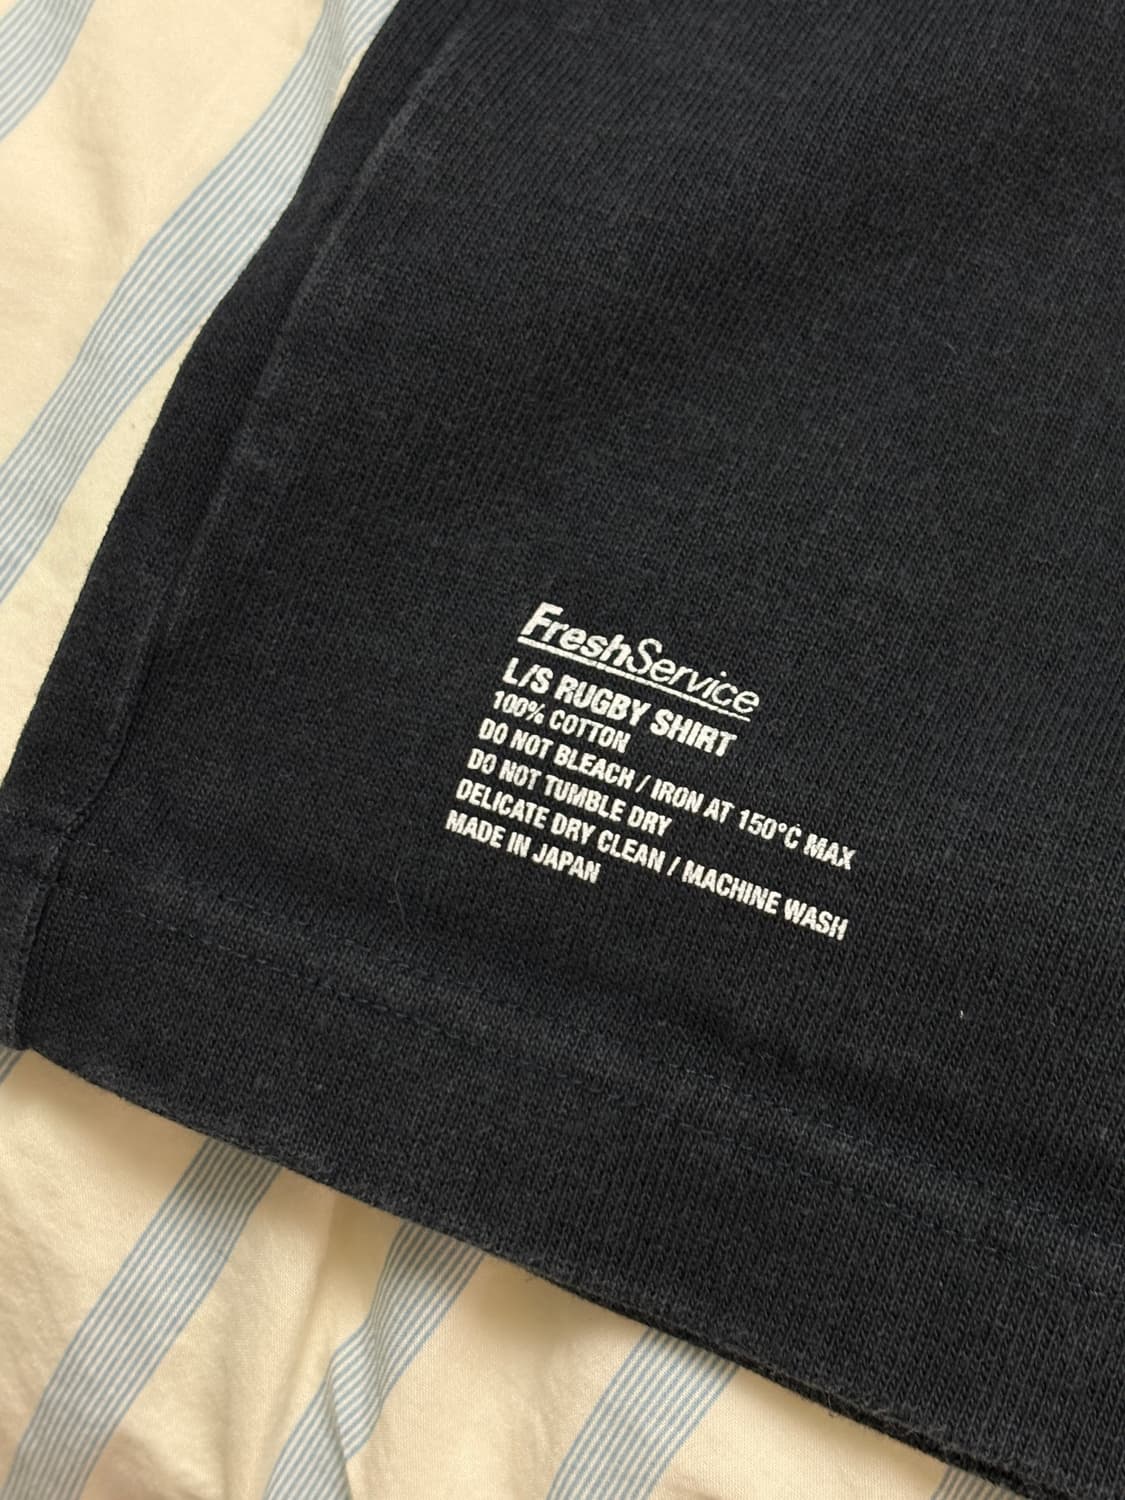 FreshService
L/S RUGBY SHIRT
100% COTTON
DO NOT BLEACH / IRON AT 150°C MAX
DO NOT TUMBLE DRY
DELICATE DRY CLEAN / MACHINE WASH
MADE IN JAPAN